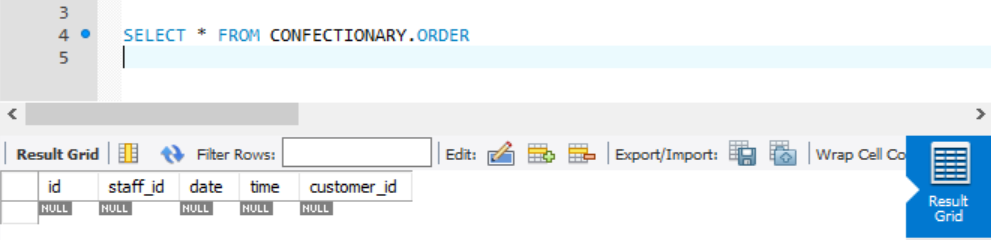 3
4 SELECT * FROM CONFECTIONARY.ORDER
5
Result Grid Filter Rows: Edit: Export/Import: Wrap Cell Co
id staff_id date time customer_id
NULL NULL NULL NULL NULL
Result
Grid